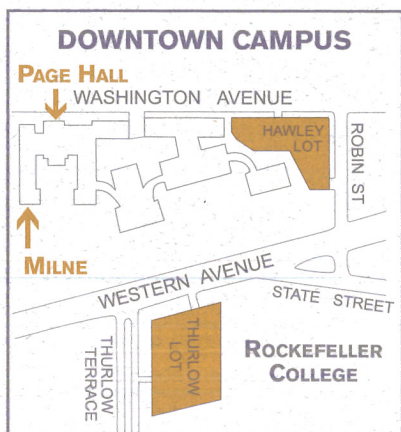 DOWNTOWN CAMPUS
PAGE HALL
WASHINGTON AVENUE
HAWLEY
LOT
ROBIN ST
MILNE
WESTERN AVENUE
STATE STREET
THURLOW
TERRACE
THURLOW
LOT
ROCKEFELLER
COLLEGE